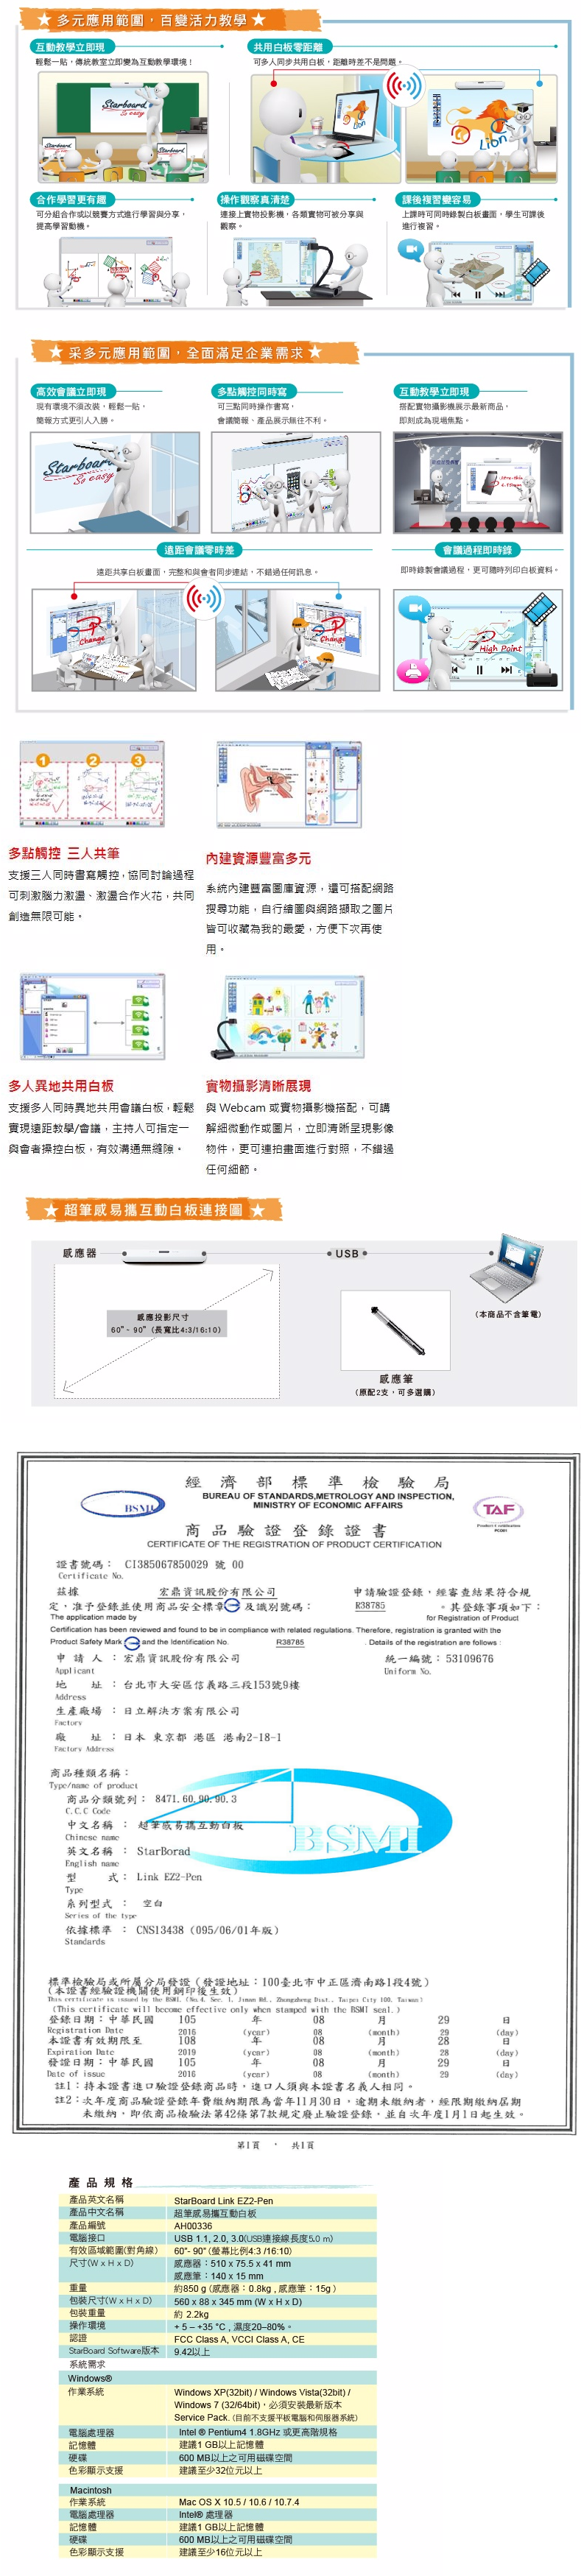 ★ 多元應用範圍，百變活力教學 ★
互動教學立即現
輕鬆一貼，傳統教室立即變為互動教學環境！
共用白板零距離
可多人同步共用白板，距離時差不是問題。
Starboard
So easy
Starboard
Starboard
Lion
合作學習更有趣
可分組合作或以競賽方式進行學習與分享，
提高學習動機。
操作觀察真清楚
連接上實物投影機，各類實物可被分享與
觀察。
課後複習變容易
上課時可同時錄製白板畫面，學生可課後
進行複習。
★ 采多元應用範圍，全面滿足企業需求 ★
高效會議立即現
現有環境不須改裝，輕鬆一貼，
簡報方式更引人入勝。
多點觸控同時寫
可三點同時操作書寫，
會議簡報、產品展示無往不利。
互動教學立即現
搭配實物攝影機展示最新商品，
即刻成為現場焦點。
Starboard
So easy
遠距會議零時差
遠距共享白板畫面，完整和與會者同步連結，不錯過任何訊息。
會議過程即時錄
即時錄製會議過程，更可隨時列印白板資料。
Change
Change
High Point
1 2 3
多點觸控 三人共筆
支援三人同時書寫觸控，協同討論過程
可刺激腦力激盪、激盪合作火花，共同
創造無限可能。
內建資源豐富多元
系統內建豐富圖庫資源，還可搭配網路
搜尋功能，自行繪圖與網路擷取之圖片
皆可收藏為我的最愛，方便下次再使
用。
多人異地共用白板
支援多人同時異地共用會議白板，輕鬆
實現遠距教學/會議，主持人可指定一
與會者操控白板，有效溝通無縫隙。
實物攝影清晰展現
與 Webcam 或實物攝影機搭配，可講
解細微動作或圖片，立即清晰呈現影像
物件，更可連拍畫面進行對照，不錯過
任何細節。
★ 超筆感易攜互動白板連接圖 ★
感應器
USB
(本商品不含筆電)
感應投影尺寸
60"、90" (長寬比4:3/16:10)
感應筆
(原配2支，可多選購)
經濟部標準檢驗局
BUREAU OF STANDARDS,METROLOGY AND INSPECTION,
MINISTRY OF ECONOMIC AFFAIRS
BSMI
TAF
商品驗證登錄證書
CERTIFICATE OF THE REGISTRATION OF PRODUCT CERTIFICATION
證書號碼： CI385067850029 號 00
Certificate No.
茲據 宏鼎資訊股份有限公司 申請驗證登錄，經審查結果符合規
定，准予登錄並使用商品安全標章 及識別號碼： R38785 。其登錄事項如下：
The application made by for Registration of Product
Certification has been reviewed and found to be in compliance with related regulations. Therefore, registration is granted with the
Product Safety Mark and the Identification No. R38785 . Details of the registration are follows :
申請人：宏鼎資訊股份有限公司 統一編號：53109676
Applicant Uniform No.
地址：台北市大安區信義路三段153號9樓
Address
生產廠場：日立解決方案有限公司
Factory
廠址：日本 東京都 港區 港南2-18-1
Factory Address
商品種類名稱：
Type/name of product
商品分類號列： 8471.60.90.90.3
C.C.C Code
中文名稱：超筆感易攜互動白板
Chinese name
英文名稱：StarBorad
English name
型式：Link EZ2-Pen
Type
系列型式：空白
Series of the type
依據標準：CNS13438 (095/06/01年版)
Standards
BSMI
標準檢驗局或所屬分局發證（發證地址：100臺北市中正區濟南路1段4號）
(本證書經驗證機關使用鋼印後生效)
This certificate is issued by the BSMI. (No.4, Sec. 1, Jinan Rd., Zhongzheng Dist., Taipei City 100, Taiwan)
(This certificate will become effective only when stamped with the BSMI seal.)
登錄日期：中華民國 105 年 08 月 29 日
Registration Date 2016 (year) 08 (month) 29 (day)
本證書有效期限至 108 年 08 月 28 日
Expiration Date 2019 (year) 08 (month) 28 (day)
發證日期：中華民國 105 年 08 月 29 日
Date of issue 2016 (year) 08 (month) 29 (day)
註1：持本證書進口驗證登錄商品時，進口人須與本證書名義人相同。
註2：次年度商品驗證登錄年費繳納期限為當年11月30日，逾期未繳納者，經限期繳納屆期
未繳納，即依商品檢驗法第42條第7款規定廢止驗證登錄，並自次年度1月1日起生效。
第1頁 ， 共1頁
產品規格
產品英文名稱 StarBoard Link EZ2-Pen
產品中文名稱 超筆感易攜互動白板
產品編號 AH00336
電腦接口 USB 1.1, 2.0, 3.0(USB連接線長度5.0 m)
有效區域範圍(對角線) 60"- 90" (螢幕比例4:3 /16:10)
尺寸(W x H x D) 感應器：510 x 75.5 x 41 mm
感應筆：140 x 15 mm
重量 約850 g (感應器：0.8kg , 感應筆：15g )
包裝尺寸(W x H x D) 560 x 88 x 345 mm (W x H x D)
包裝重量 約 2.2kg
操作環境 + 5 – +35 °C , 濕度20–80%。
認證 FCC Class A, VCCI Class A, CE
StarBoard Software版本 9.42以上
系統需求
Windows®
作業系統 Windows XP(32bit) / Windows Vista(32bit) /
Windows 7 (32/64bit)，必須安裝最新版本
Service Pack. (目前不支援平板電腦和伺服器系統)
電腦處理器 Intel ® Pentium4 1.8GHz 或更高階規格
記憶體 建議1 GB以上記憶體
硬碟 600 MB以上之可用磁碟空間
色彩顯示支援 建議至少32位元以上
Macintosh
作業系統 Mac OS X 10.5 / 10.6 / 10.7.4
電腦處理器 Intel® 處理器
記憶體 建議1 GB以上記憶體
硬碟 600 MB以上之可用磁碟空間
色彩顯示支援 建議至少16位元以上